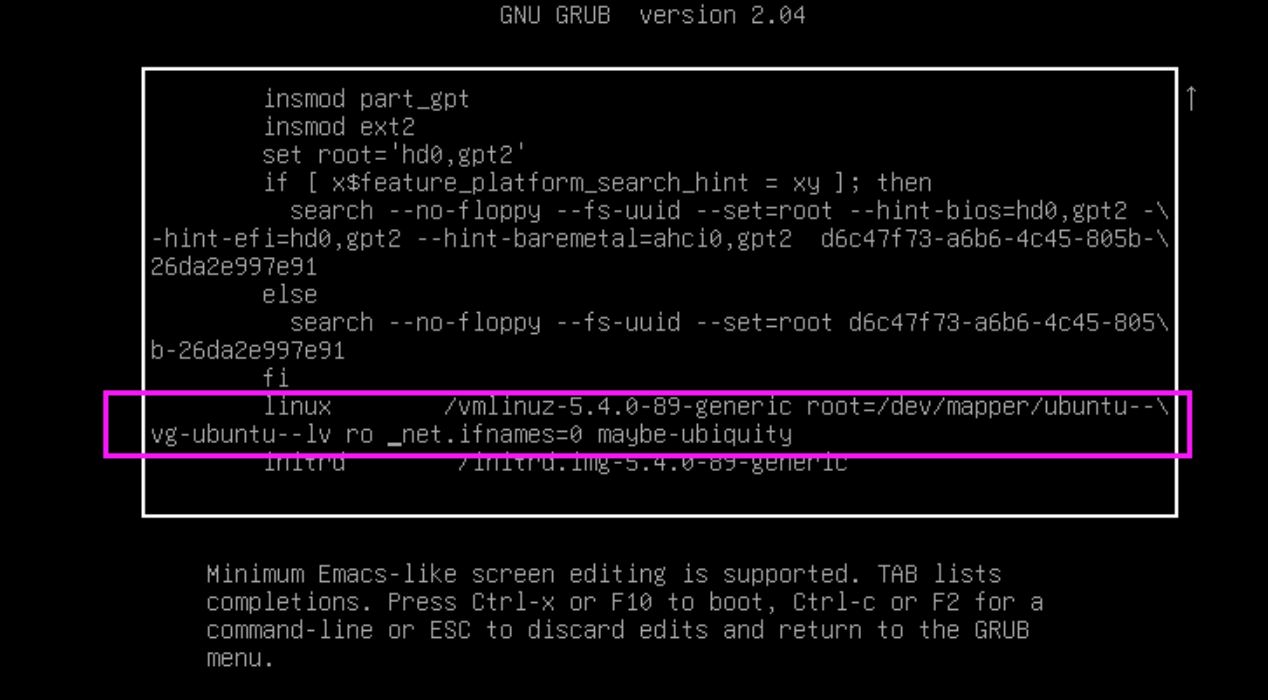 GNU GRUB  version 2.04
insmod part_gpt
insmod ext2
set root='hd0,gpt2'
if [ x$feature_platform_search_hint = xy ]; then
search --no-floppy --fs-uuid --set=root --hint-bios=hd0,gpt2 -\
-hint-efi=hd0,gpt2 --hint-baremetal=ahci0,gpt2  d6c47f73-a6b6-4c45-805b-\
26da2e997e91
else
search --no-floppy --fs-uuid --set=root d6c47f73-a6b6-4c45-805\
b-26da2e997e91
fi
linux        /vmlinuz-5.4.0-89-generic root=/dev/mapper/ubuntu--\
vg-ubuntu--lv ro _net.ifnames=0 maybe-ubiquity
initrd        /initrd.img-5.4.0-89-generic
Minimum Emacs-like screen editing is supported. TAB lists
completions. Press Ctrl-x or F10 to boot, Ctrl-c or F2 for a
command-line or ESC to discard edits and return to the GRUB
menu.